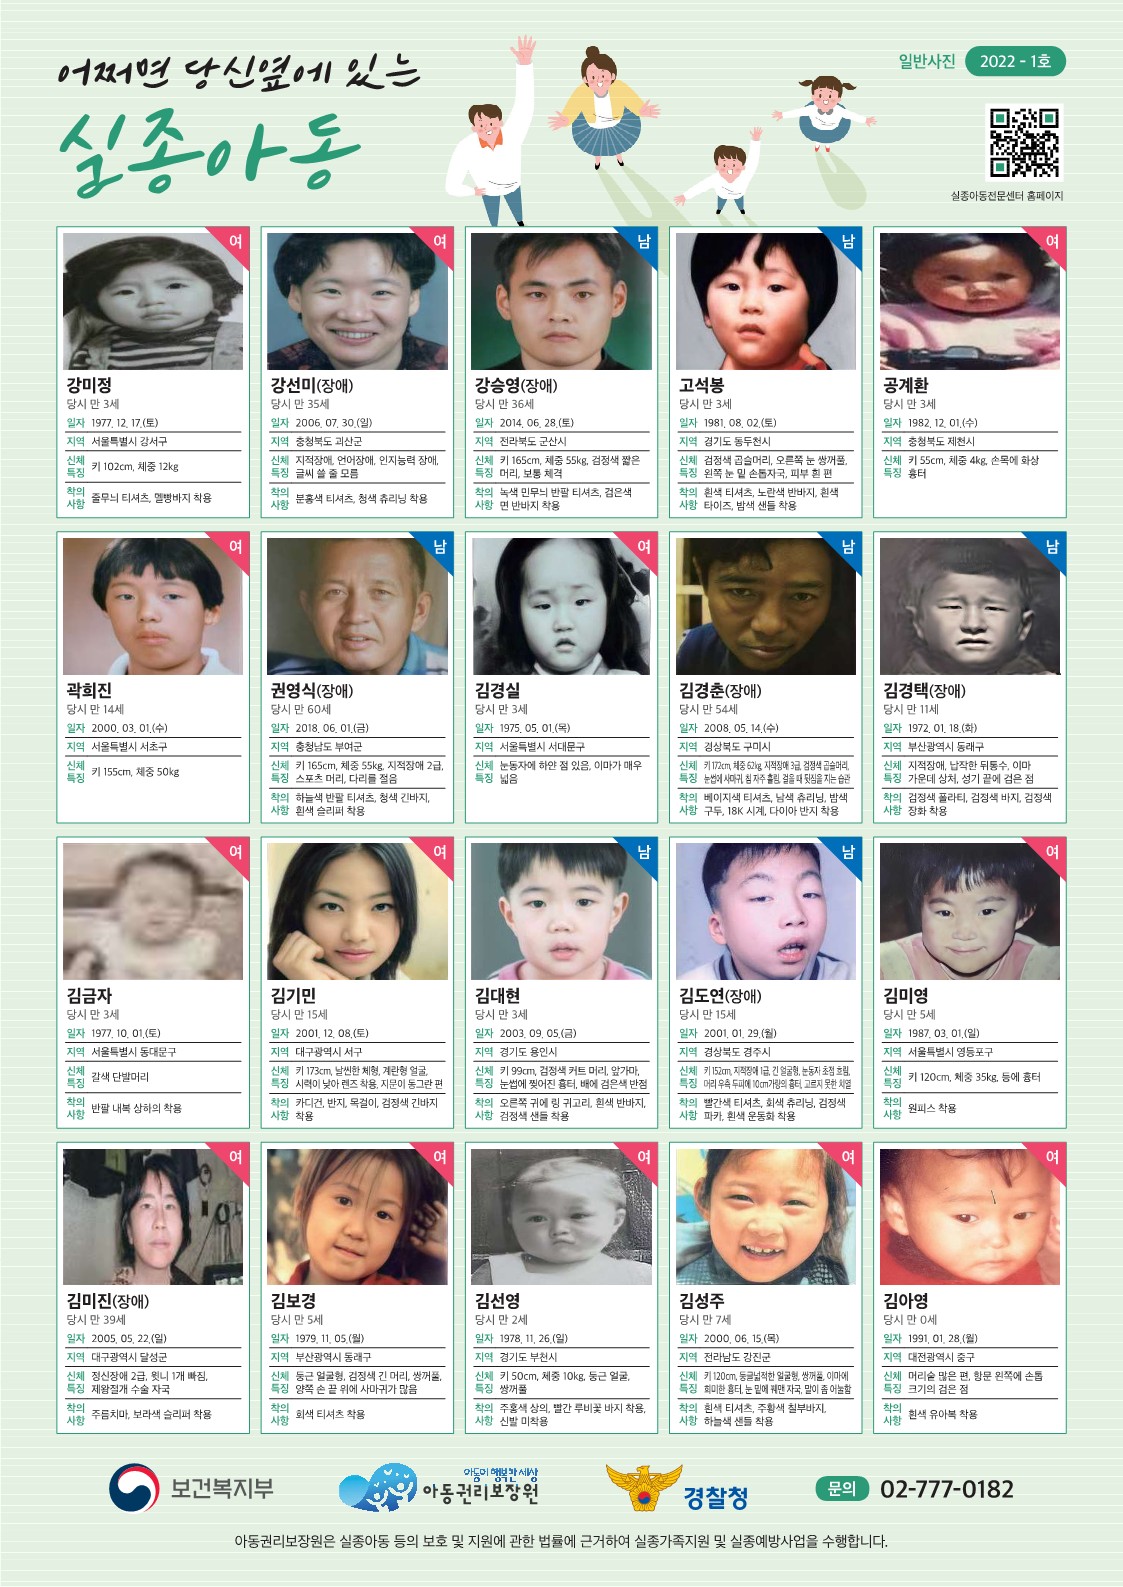 어쩌면 당신옆에 있는
실종아동
일반사진 2022 - 1호
실종아동전문센터 홈페이지
여
강미정
당시 만 3세
일자 1977. 12. 17.(토)
지역 서울특별시 강서구
신체특징 키 102cm, 체중 12kg
착의사항 줄무늬 티셔츠, 멜빵바지 착용
여
강선미(장애)
당시 만 35세
일자 2006. 07. 30.(일)
지역 충청북도 괴산군
신체 지적장애, 언어장애, 인지능력 장애,
특징 글씨 쓸 줄 모름
착의사항 분홍색 티셔츠, 청색 츄리닝 착용
남
강승영(장애)
당시 만 36세
일자 2014. 06. 28.(토)
지역 전라북도 군산시
신체 키 165cm, 체중 55kg, 검정색 짧은
특징 머리, 보통 체격
착의 녹색 민무늬 반팔 티셔츠, 검은색
사항 면 반바지 착용
남
고석봉
당시 만 3세
일자 1981. 08. 02.(토)
지역 경기도 동두천시
신체 검정색 곱슬머리, 오른쪽 눈 쌍꺼풀,
특징 왼쪽 눈 밑 손톱자국, 피부 흰 편
착의 흰색 티셔츠, 노란색 반바지, 흰색
사항 타이즈, 밤색 샌들 착용
여
공계환
당시 만 3세
일자 1982. 12. 01.(수)
지역 충청북도 제천시
신체 키 55cm, 체중 4kg, 손목에 화상
특징 흉터
여
곽희진
당시 만 14세
일자 2000. 03. 01.(수)
지역 서울특별시 서초구
신체특징 키 155cm, 체중 50kg
남
권영식(장애)
당시 만 60세
일자 2018. 06. 01.(금)
지역 충청남도 부여군
신체 키 165cm, 체중 55kg, 지적장애 2급,
특징 스포츠 머리, 다리를 절음
착의 하늘색 반팔 티셔츠, 청색 긴바지,
사항 흰색 슬리퍼 착용
여
김경실
당시 만 3세
일자 1975. 05. 01.(목)
지역 서울특별시 서대문구
신체 눈동자에 하얀 점 있음, 이마가 매우
특징 넓음
남
김경춘(장애)
당시 만 54세
일자 2008. 05. 14.(수)
지역 경상북도 구미시
신체 키 172cm, 체중 62kg, 지적장애 3급, 검정색 곱슬머리,
특징 눈썹에 사마귀, 침 자주 흘림, 걸을 때 뒷짐을 지는 습관
착의 베이지색 티셔츠, 남색 츄리닝, 밤색
사항 구두, 18K 시계, 다이아 반지 착용
남
김경택(장애)
당시 만 11세
일자 1972. 01. 18.(화)
지역 부산광역시 동래구
신체 지적장애, 납작한 뒤통수, 이마
특징 가운데 상처, 성기 끝에 검은 점
착의 검정색 폴라티, 검정색 바지, 검정색
사항 장화 착용
여
김금자
당시 만 3세
일자 1977. 10. 01.(토)
지역 서울특별시 동대문구
신체특징 갈색 단발머리
착의사항 반팔 내복 상하의 착용
여
김기민
당시 만 15세
일자 2001. 12. 08.(토)
지역 대구광역시 서구
신체 키 173cm, 날씬한 체형, 계란형 얼굴,
특징 시력이 낮아 렌즈 착용, 지문이 동그란 편
착의 카디건, 반지, 목걸이, 검정색 긴바지
사항 착용
남
김대현
당시 만 3세
일자 2003. 09. 05.(금)
지역 경기도 용인시
신체 키 99cm, 검정색 커트 머리, 앞가마,
특징 눈썹에 찢어진 흉터, 배에 검은색 반점
착의 오른쪽 귀에 링 귀고리, 흰색 반바지,
사항 검정색 샌들 착용
남
김도연(장애)
당시 만 15세
일자 2001. 01. 29.(월)
지역 경상북도 경주시
신체 키 152cm, 지적장애 1급, 긴 얼굴형, 눈동자 초점 흐림,
특징 머리 우측 두피에 10cm가량의 흉터, 고르지 못한 치열
착의 빨간색 티셔츠, 회색 츄리닝, 검정색
사항 파카, 흰색 운동화 착용
여
김미영
당시 만 5세
일자 1987. 03. 01.(일)
지역 서울특별시 영등포구
신체특징 키 120cm, 체중 35kg, 등에 흉터
착의사항 원피스 착용
여
김미진(장애)
당시 만 39세
일자 2005. 05. 22.(일)
지역 대구광역시 달성군
신체 정신장애 2급, 윗니 1개 빠짐,
특징 제왕절개 수술 자국
착의사항 주름치마, 보라색 슬리퍼 착용
여
김보경
당시 만 5세
일자 1979. 11. 05.(월)
지역 부산광역시 동래구
신체 둥근 얼굴형, 검정색 긴 머리, 쌍꺼풀,
특징 양쪽 손 끝 위에 사마귀가 많음
착의사항 회색 티셔츠 착용
여
김선영
당시 만 2세
일자 1978. 11. 26.(일)
지역 경기도 부천시
신체 키 50cm, 체중 10kg, 둥근 얼굴,
특징 쌍꺼풀
착의 주홍색 상의, 빨간 루비꽃 바지 착용,
사항 신발 미착용
여
김성주
당시 만 7세
일자 2000. 06. 15.(목)
지역 전라남도 강진군
신체 키 120cm, 둥글넓적한 얼굴형, 쌍꺼풀, 이마에
특징 희미한 흉터, 눈 밑에 꿰맨 자국, 말이 좀 어눌함
착의 흰색 티셔츠, 주황색 칠부바지,
사항 하늘색 샌들 착용
여
김아영
당시 만 0세
일자 1991. 01. 28.(월)
지역 대전광역시 중구
신체 머리숱 많은 편, 항문 왼쪽에 손톱
특징 크기의 검은 점
착의사항 흰색 유아복 착용
보건복지부
아동이 행복한 세상
아동권리보장원
경찰청
문의 02-777-0182
아동권리보장원은 실종아동 등의 보호 및 지원에 관한 법률에 근거하여 실종가족지원 및 실종예방사업을 수행합니다.